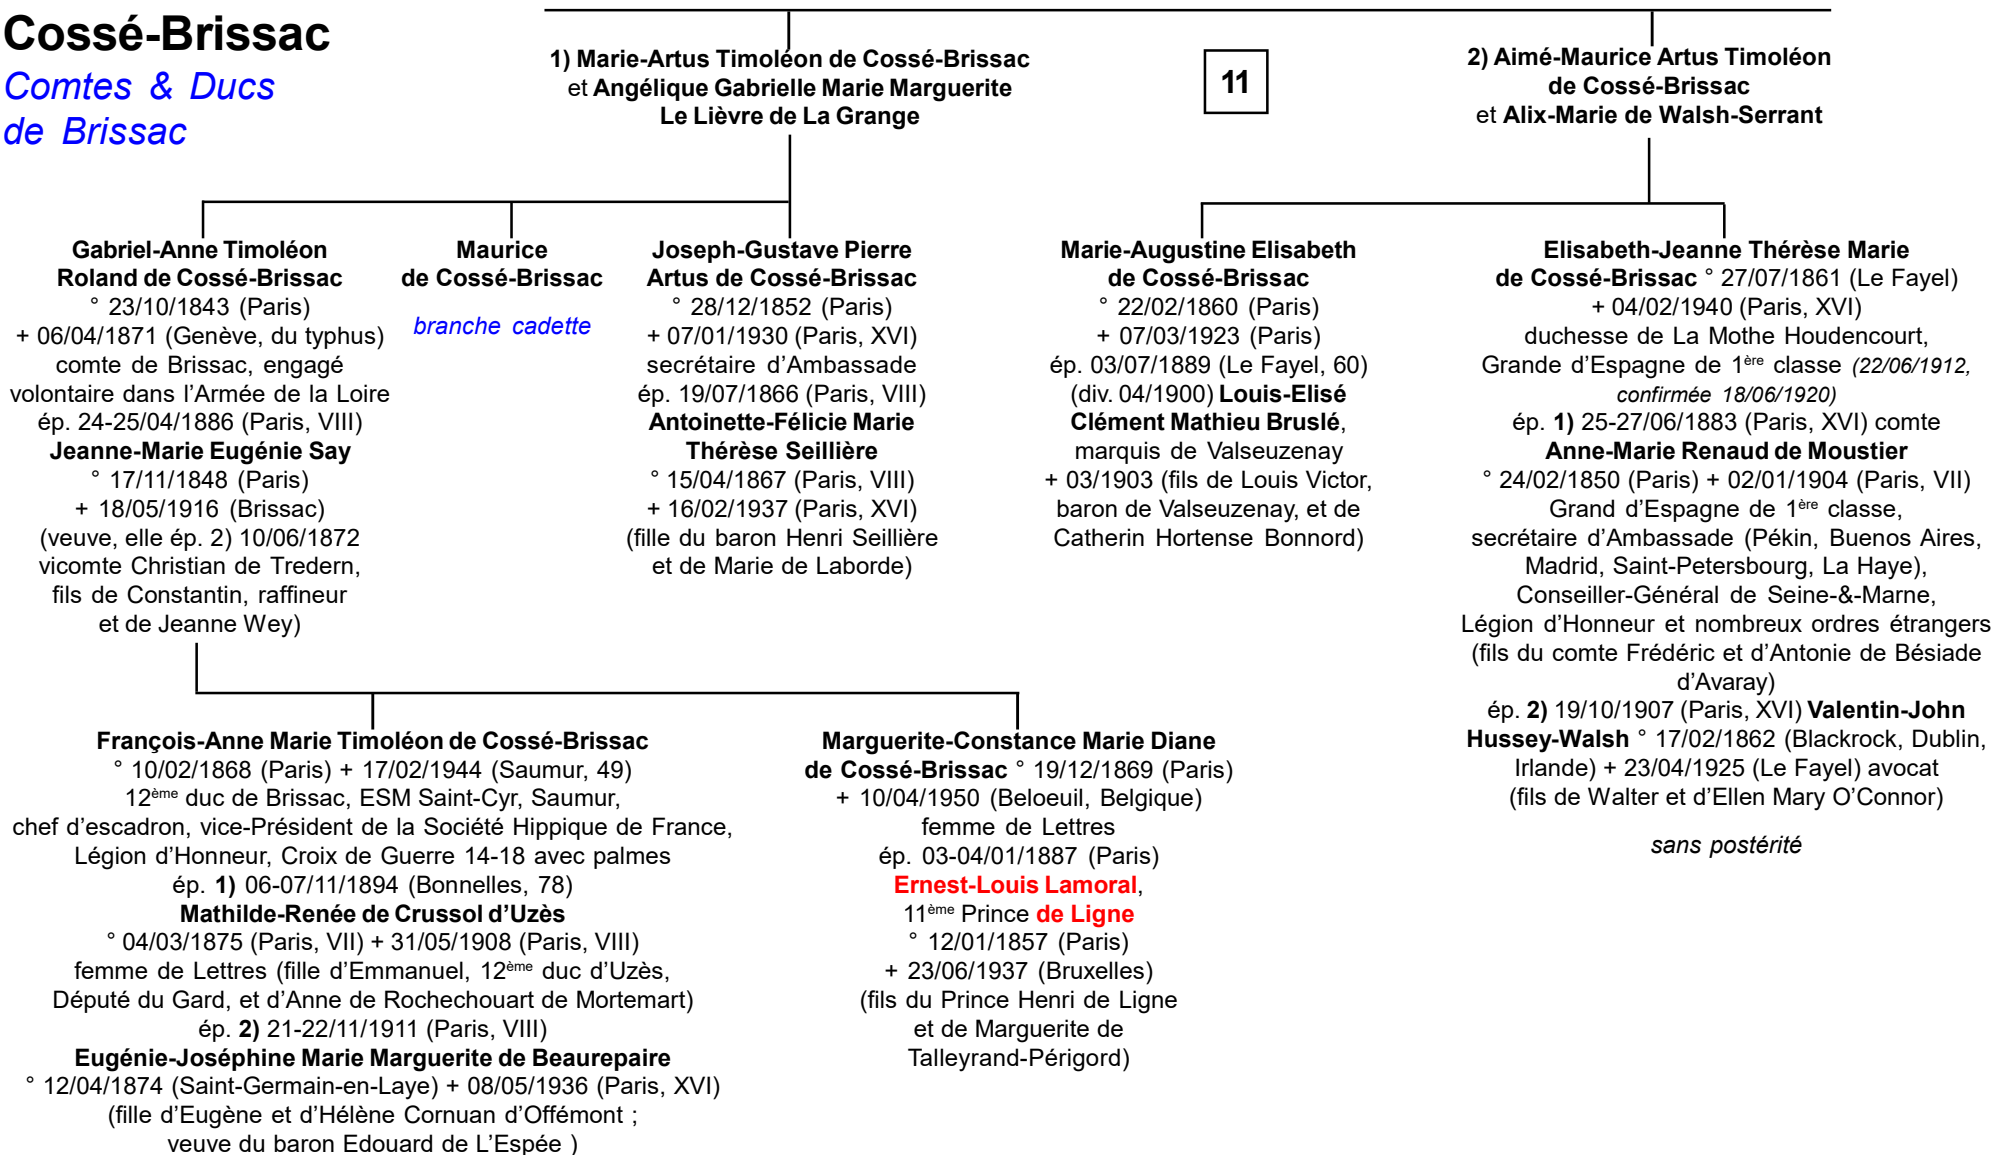 Cossé-Brissac
Comtes & Ducs
de Brissac
1) Marie-Artus Timoléon de Cossé-Brissac
et Angélique Gabrielle Marie Marguerite
Le Lièvre de La Grange
11
2) Aimé-Maurice Artus Timoléon
de Cossé-Brissac
et Alix-Marie de Walsh-Serrant
Gabriel-Anne Timoléon
Roland de Cossé-Brissac
° 23/10/1843 (Paris)
+ 06/04/1871 (Genève, du typhus)
comte de Brissac, engagé
volontaire dans l’Armée de la Loire
ép. 24-25/04/1886 (Paris, VIII)
Jeanne-Marie Eugénie Say
° 17/11/1848 (Paris)
+ 18/05/1916 (Brissac)
(veuve, elle ép. 2) 10/06/1872
vicomte Christian de Tredern,
fils de Constantin, raffineur
et de Jeanne Wey)
Maurice
de Cossé-Brissac
branche cadette
Joseph-Gustave Pierre
Artus de Cossé-Brissac
° 28/12/1852 (Paris)
+ 07/01/1930 (Paris, XVI)
secrétaire d’Ambassade
ép. 19/07/1866 (Paris, VIII)
Antoinette-Félicie Marie
Thérèse Seillière
° 15/04/1867 (Paris, VIII)
+ 16/02/1937 (Paris, XVI)
(fille du baron Henri Seillière
et de Marie de Laborde)
Marie-Augustine Elisabeth
de Cossé-Brissac
° 22/02/1860 (Paris)
+ 07/03/1923 (Paris)
ép. 03/07/1889 (Le Fayel, 60)
(div. 04/1900) Louis-Elisé
Clément Mathieu Bruslé,
marquis de Valseuzenay
+ 03/1903 (fils de Louis Victor,
baron de Valseuzenay, et de
Catherin Hortense Bonnord)
Elisabeth-Jeanne Thérèse Marie
de Cossé-Brissac ° 27/07/1861 (Le Fayel)
+ 04/02/1940 (Paris, XVI)
duchesse de La Mothe Houdencourt,
Grande d’Espagne de 1ère classe (22/06/1912,
confirmée 18/06/1920)
ép. 1) 25-27/06/1883 (Paris, XVI) comte
Anne-Marie Renaud de Moustier
° 24/02/1850 (Paris) + 02/01/1904 (Paris, VII)
Grand d’Espagne de 1ère classe,
secrétaire d’Ambassade (Pékin, Buenos Aires,
Madrid, Saint-Petersbourg, La Haye),
Conseiller-Général de Seine-&-Marne,
Légion d’Honneur et nombreux ordres étrangers
(fils du comte Frédéric et d’Antonie de Bésiade
d’Avaray)
ép. 2) 19/10/1907 (Paris, XVI) Valentin-John
Hussey-Walsh ° 17/02/1862 (Blackrock, Dublin,
Irlande) + 23/04/1925 (Le Fayel) avocat
(fils de Walter et d’Ellen Mary O’Connor)
sans postérité
François-Anne Marie Timoléon de Cossé-Brissac
° 10/02/1868 (Paris) + 17/02/1944 (Saumur, 49)
12ème duc de Brissac, ESM Saint-Cyr, Saumur,
chef d’escadron, vice-Président de la Société Hippique de France,
Légion d’Honneur, Croix de Guerre 14-18 avec palmes
ép. 1) 06-07/11/1894 (Bonnelles, 78)
Mathilde-Renée de Crussol d’Uzès
° 04/03/1875 (Paris, VII) + 31/05/1908 (Paris, VIII)
femme de Lettres (fille d’Emmanuel, 12ème duc d’Uzès,
Député du Gard, et d’Anne de Rochechouart de Mortemart)
ép. 2) 21-22/11/1911 (Paris, VIII)
Eugénie-Joséphine Marie Marguerite de Beaurepaire
° 12/04/1874 (Saint-Germain-en-Laye) + 08/05/1936 (Paris, XVI)
(fille d’Eugène et d’Hélène Cornuan d’Offémont ;
veuve du baron Edouard de L’Espée )
Marguerite-Constance Marie Diane
de Cossé-Brissac ° 19/12/1869 (Paris)
+ 10/04/1950 (Beloeuil, Belgique)
femme de Lettres
ép. 03-04/01/1887 (Paris)
Ernest-Louis Lamoral,
11ème Prince de Ligne
° 12/01/1857 (Paris)
+ 23/06/1937 (Bruxelles)
(fils du Prince Henri de Ligne
et de Marguerite de
Talleyrand-Périgord)